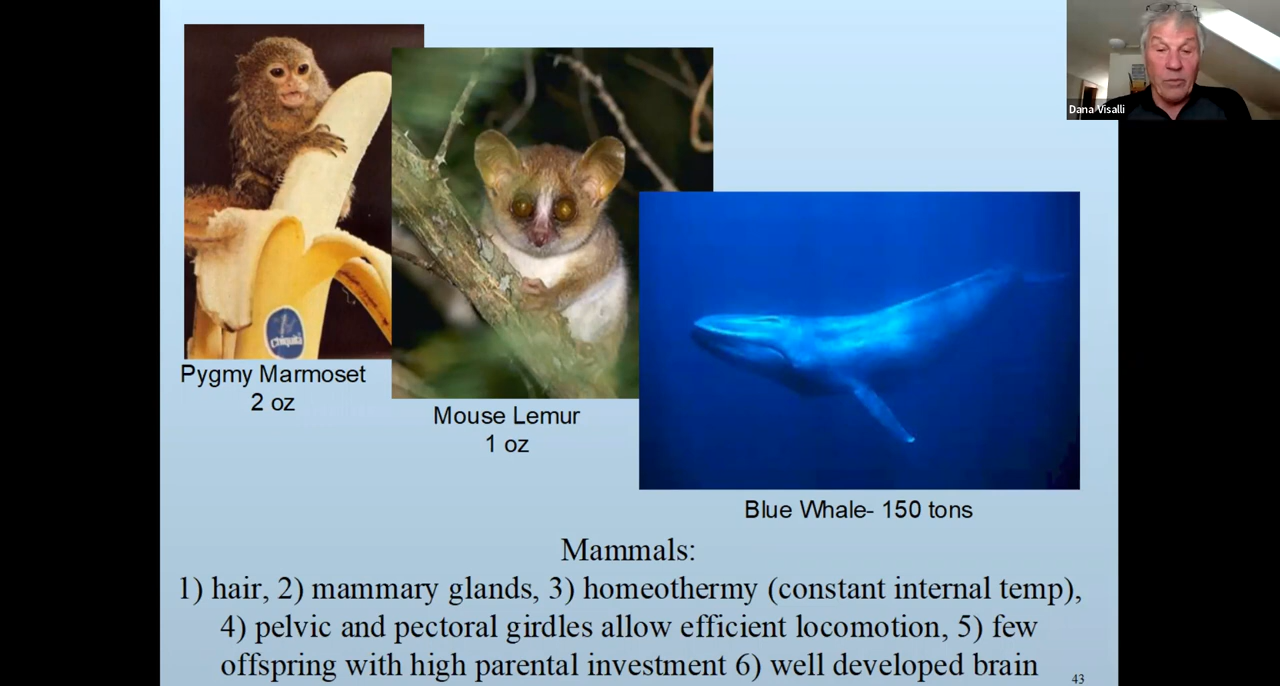 Dana Visalli
Chiquita
Pygmy Marmoset
2 oz
Mouse Lemur
1 oz
Blue Whale- 150 tons
Mammals:
1) hair, 2) mammary glands, 3) homeothermy (constant internal temp),
4) pelvic and pectoral girdles allow efficient locomotion, 5) few
offspring with high parental investment 6) well developed brain
43